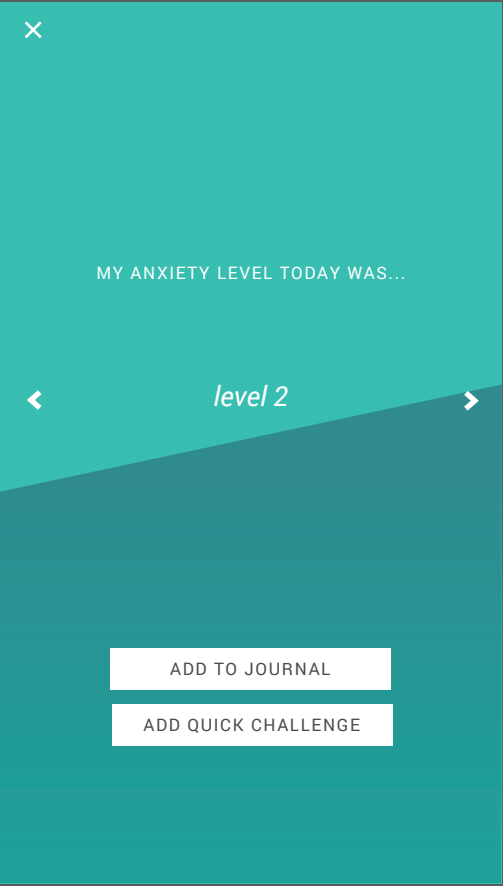 MY ANXIETY LEVEL TODAY WAS...
level 2
ADD TO JOURNAL
ADD QUICK CHALLENGE